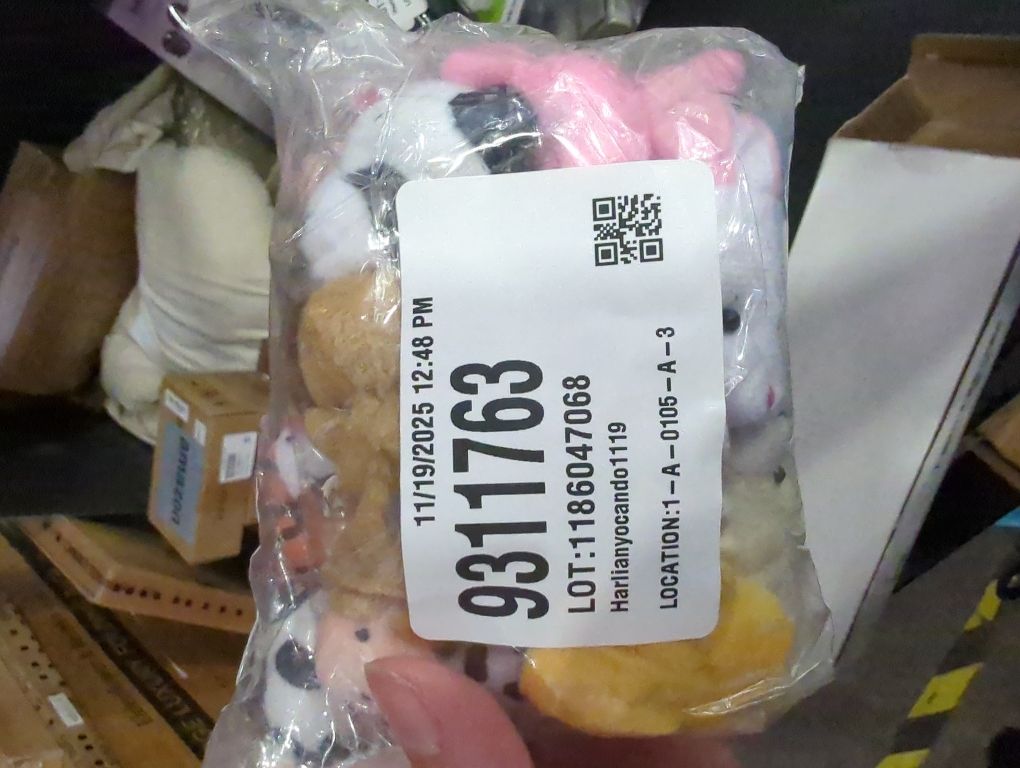 11/19/2025 12:48 PM
9311763
LOT:1186047068
Harlianyocando1119
LOCATION:1-A-0105-A-3